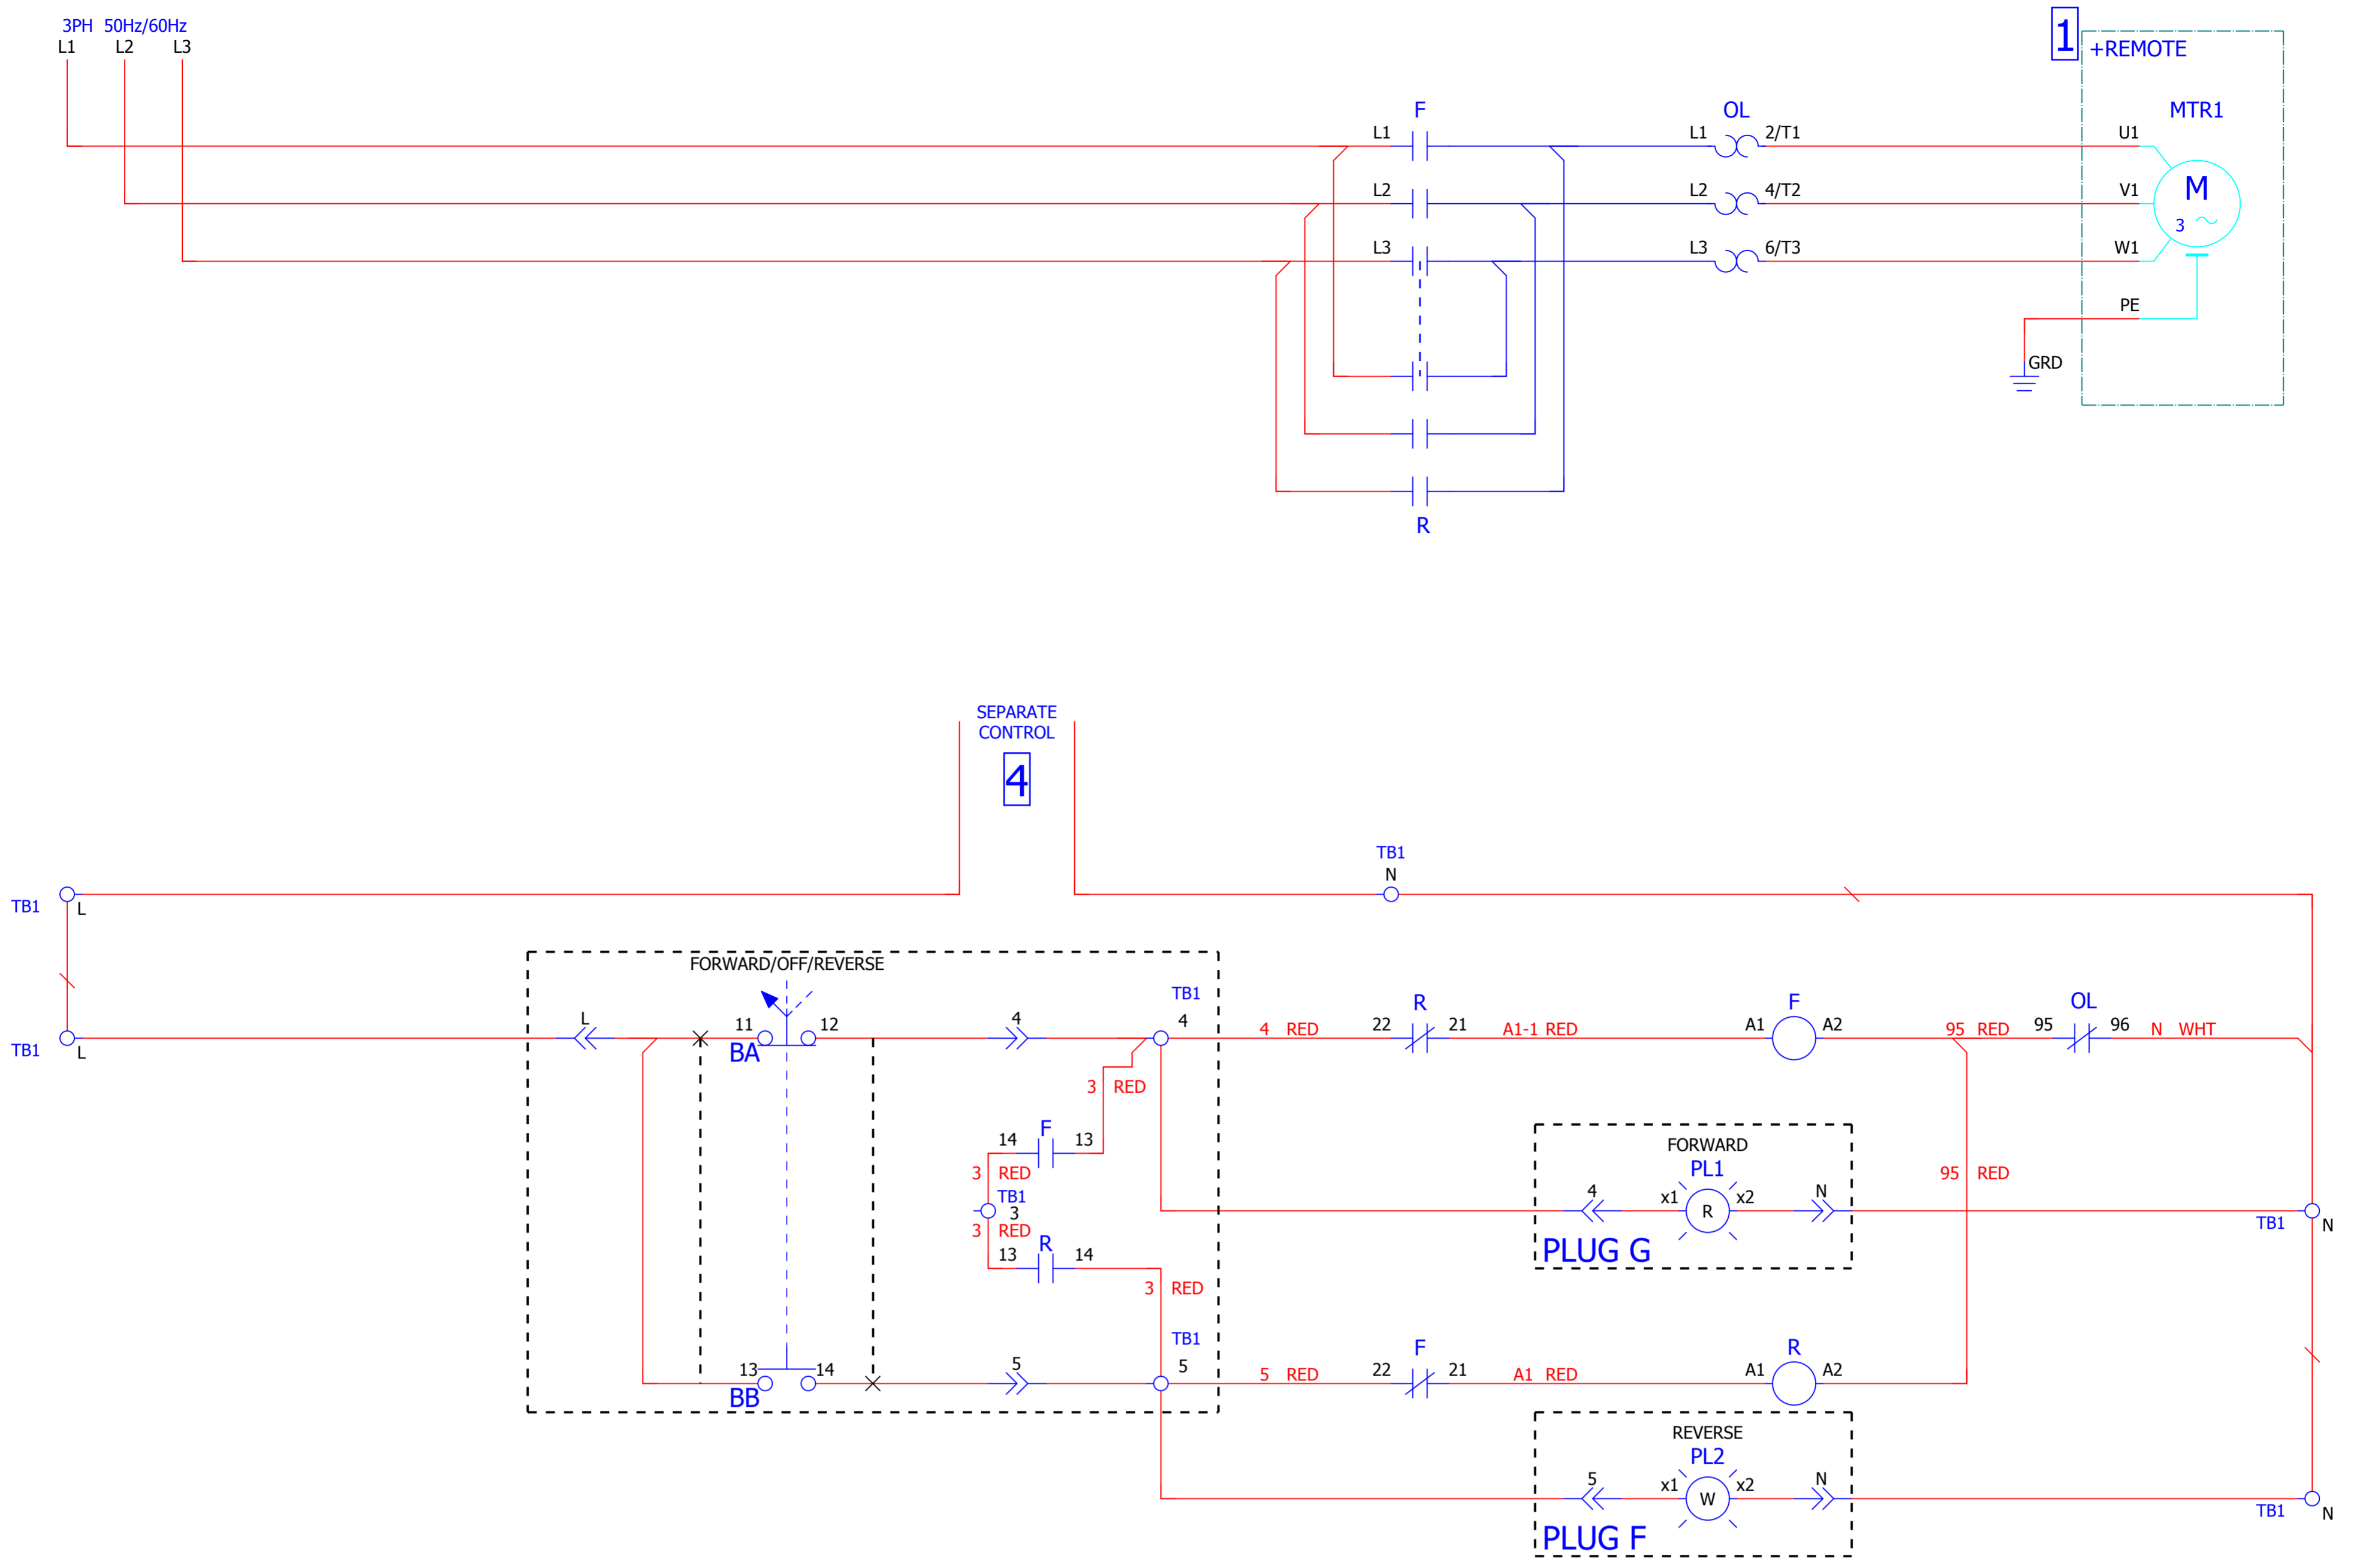 3PH 50Hz/60Hz
L1 L2 L3
1
+REMOTE
F
OL
MTR1
L1 L1 2/T1 U1
M
3
L2 L2 4/T2 V1
L3 L3 6/T3 W1
PE
GRD
R
SEPARATE
CONTROL
4
TB1
N
TB1 L
FORWARD/OFF/REVERSE
TB1 L
L
11 12
BA
4
TB1
4
4 RED
R
22 21
A1-1 RED
F
A1 A2
95 RED
OL
95 96
N WHT
3 RED
F
14 13
3 RED
TB1
3
3 RED
R
13 14
3 RED
FORWARD
PL1
4
x1 x2
R
N
PLUG G
95 RED
TB1 N
13 14
BB
5
TB1
5
5 RED
F
22 21
A1 RED
R
A1 A2
REVERSE
PL2
5
x1 x2
W
N
PLUG F
TB1 N